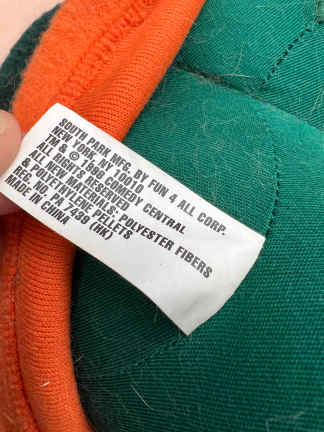 SOUTH PARK MFG. BY FUN 4 ALL CORP.
NEW YORK, NY 10010
TM & © 1998 COMEDY CENTRAL
ALL RIGHTS RESERVED
ALL NEW MATERIALS: POLYESTER FIBERS
& POLYETHYLENE PELLETS
REG. NO. PA 7436 (HK)
MADE IN CHINA